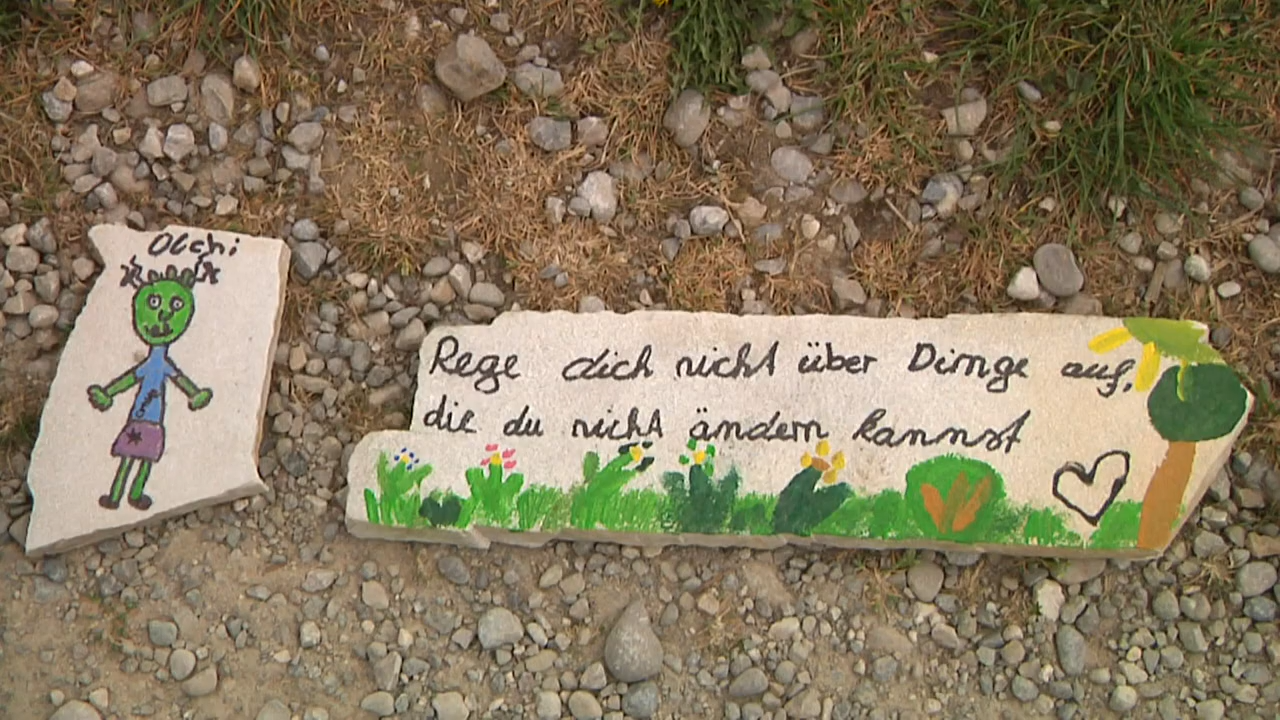 Olchi
Rege dich nicht über Dinge auf,
die du nicht ändern kannst